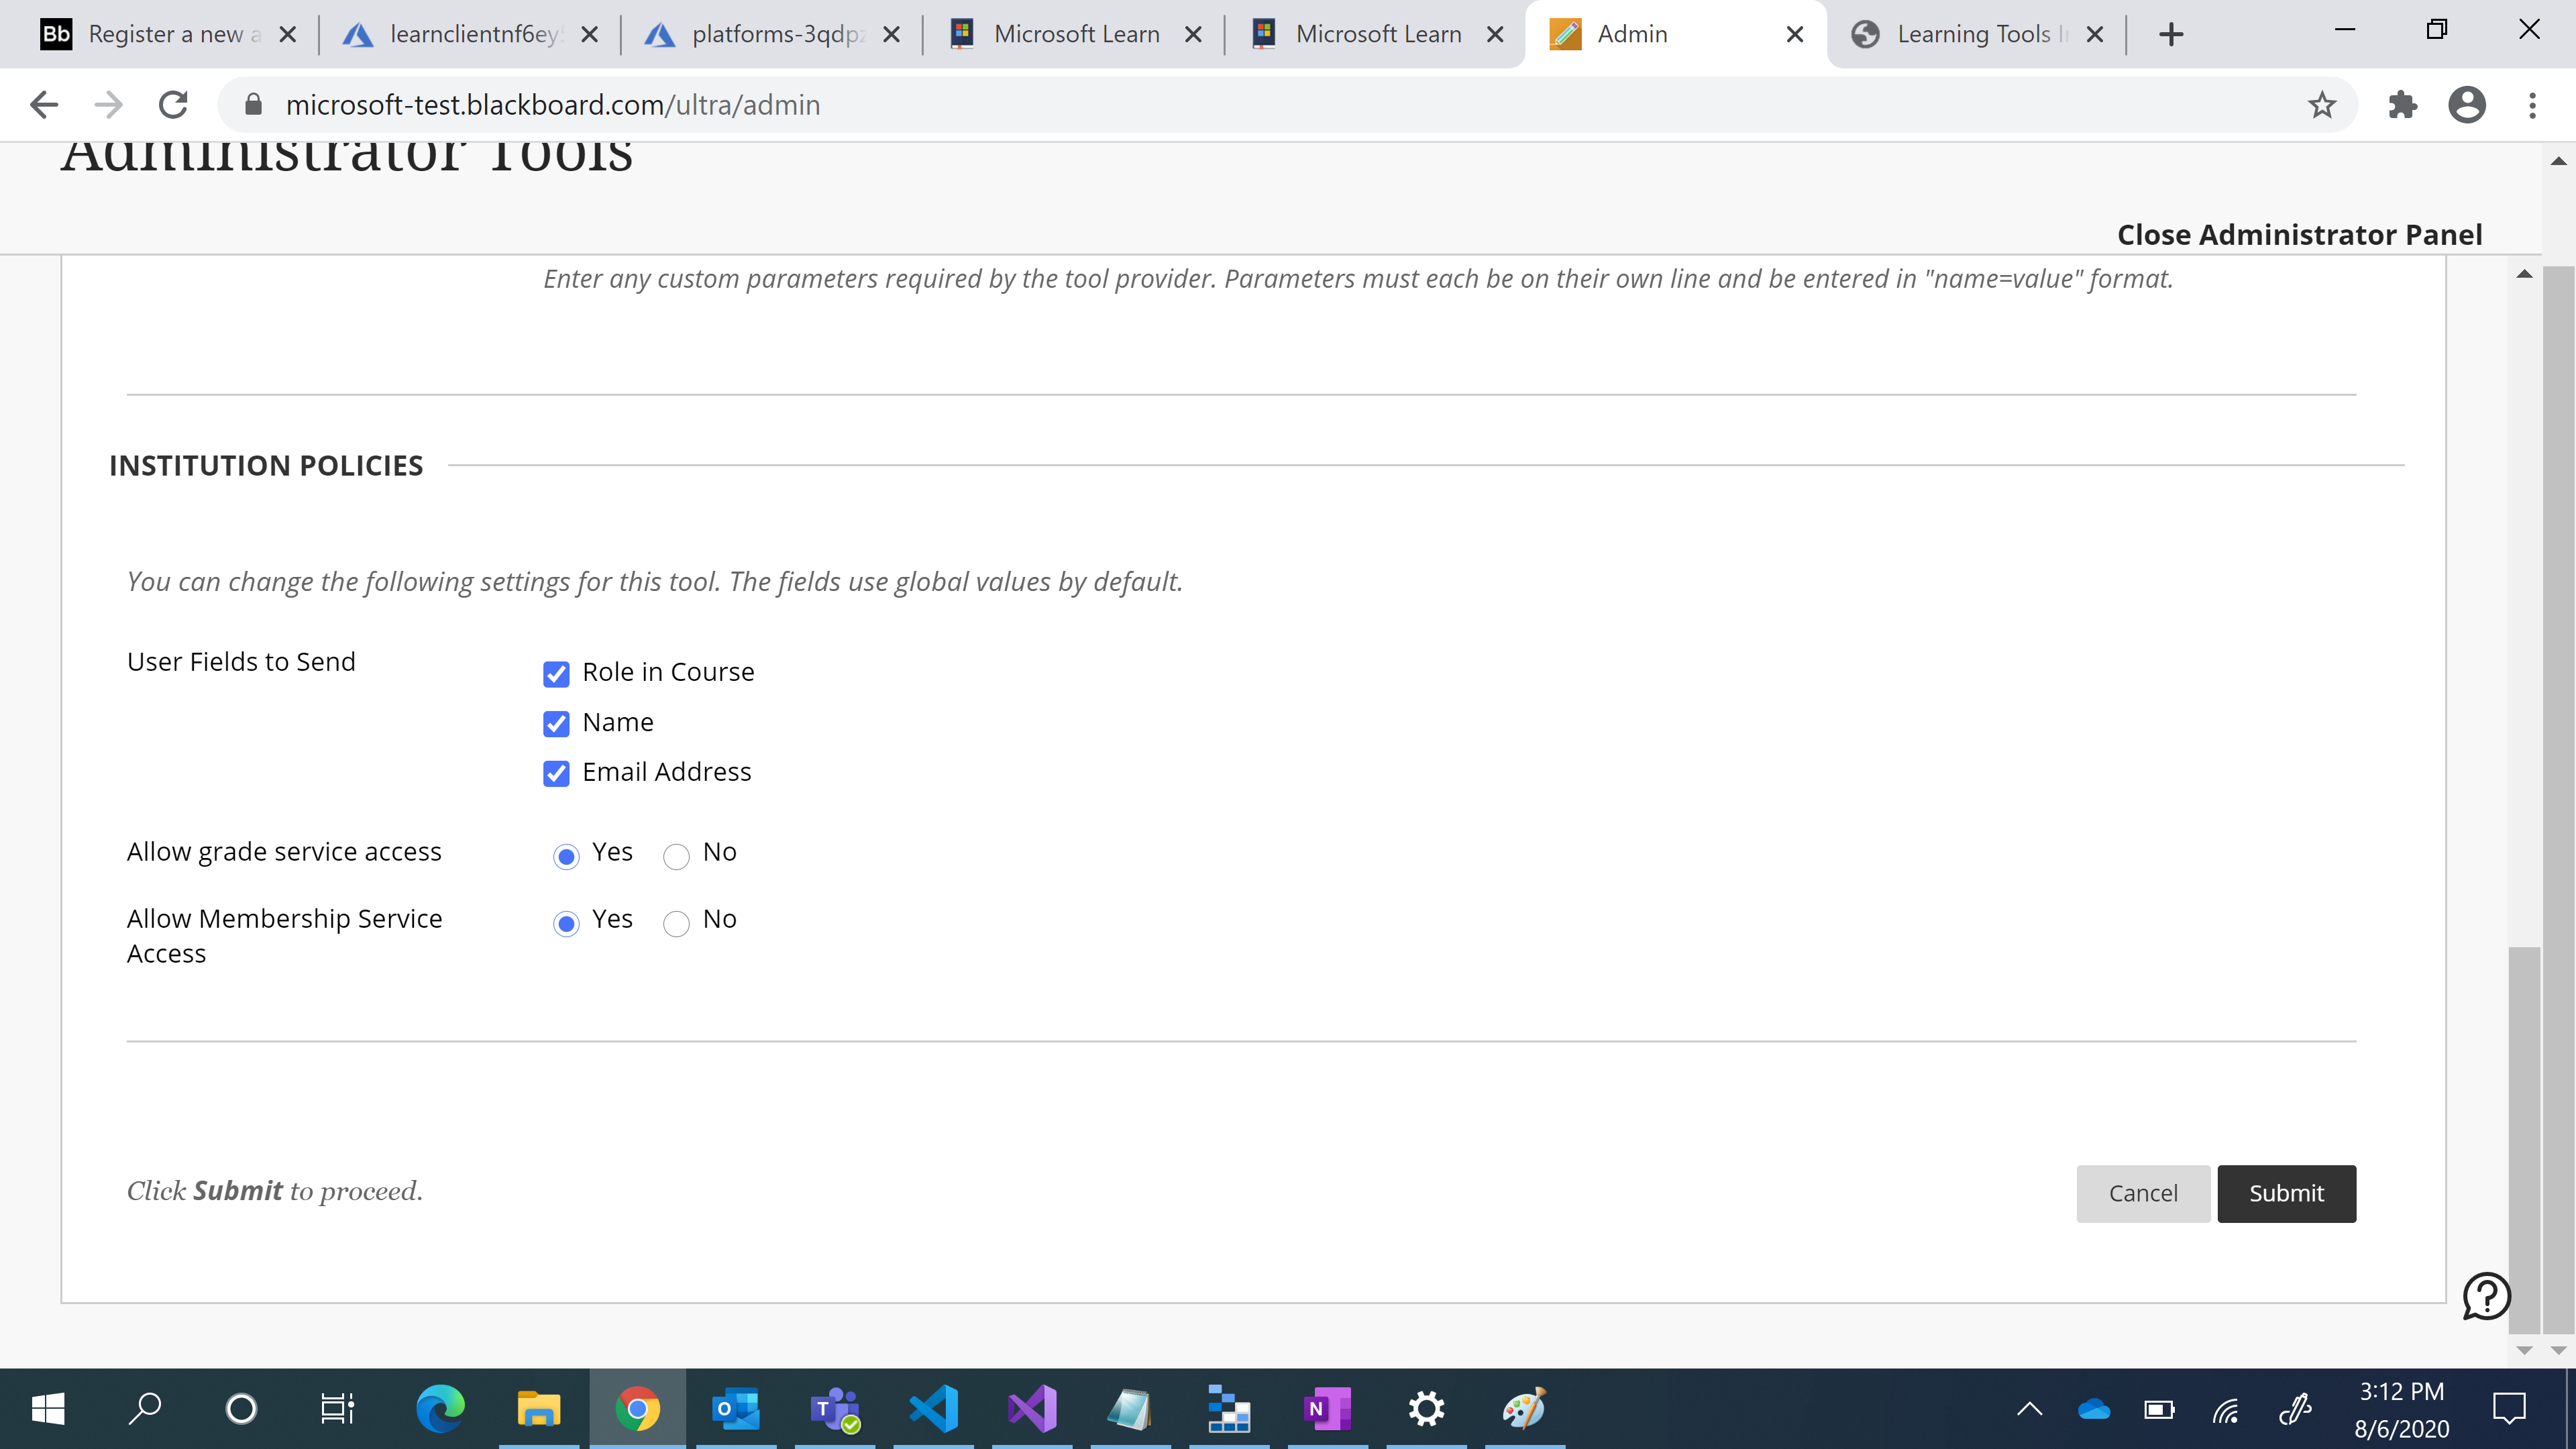 Bb Register a new a
learnclientnf6ey
platforms-3qdp
Microsoft Learn
Microsoft Learn
Admin
Learning Tools I
microsoft-test.blackboard.com/ultra/admin
Administrator Tools
Close Administrator Panel
Enter any custom parameters required by the tool provider. Parameters must each be on their own line and be entered in "name=value" format.
INSTITUTION POLICIES
You can change the following settings for this tool. The fields use global values by default.
User Fields to Send
Role in Course
Name
Email Address
Allow grade service access
Yes No
Allow Membership Service
Access
Yes No
Click Submit to proceed.
Cancel Submit
3:12 PM
8/6/2020